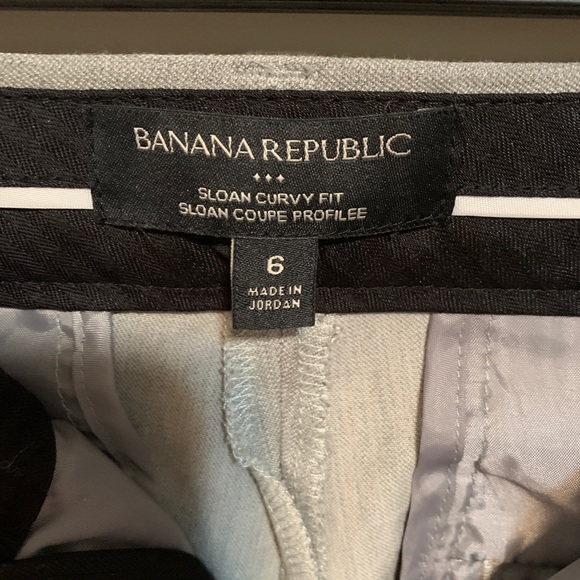 BANANA REPUBLIC
SLOAN CURVY FIT
SLOAN COUPE PROFILEE
6
MADE IN
JORDAN